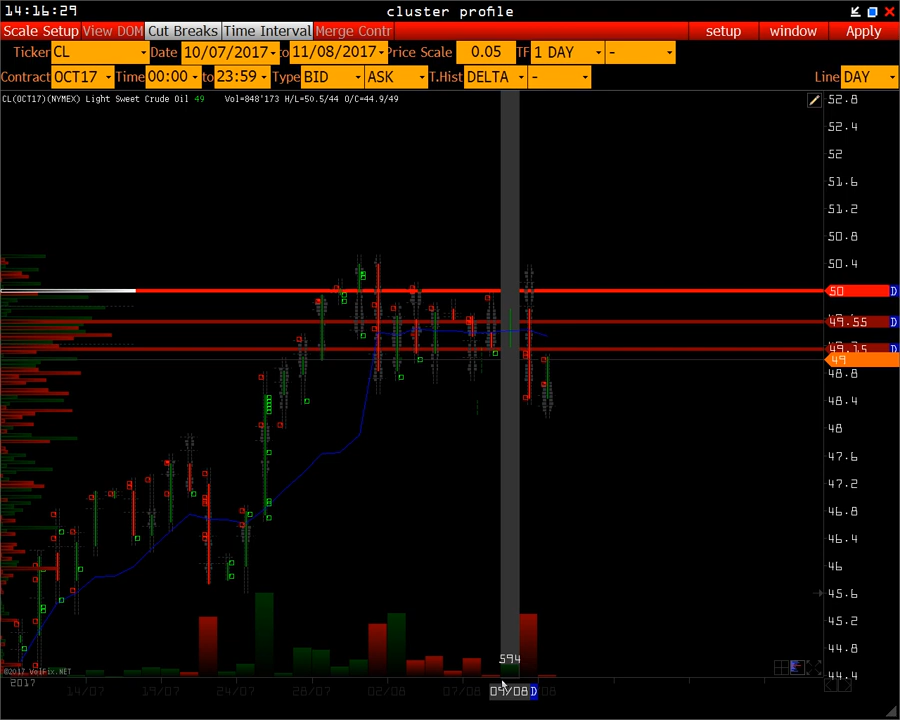 14:16:29 cluster profile
Scale Setup View DOM Cut Breaks Time Interval Merge Contr setup window Apply
Ticker CL Date 10/07/2017 to 11/08/2017 Price Scale 0.05 TF 1 DAY -
Contract OCT17 Time 00:00 to 23:59 Type BID ASK T.Hist DELTA - Line DAY
CL(OCT17)(NYMEX) Light Sweet Crude Oil 49 Vol=848'173 H/L=50.5/44 O/C=44.9/49
52.8
52.4
52
51.6
51.2
50.8
50.4
50 D
49.55 D
49.15 D
49
48.8
48.4
48
47.6
47.2
46.8
46.4
46
45.6
45.2
44.8
44.4
594
©2017 VolFix.NET
2017 14/07 19/07 24/07 28/07 02/08 07/08 09/08 D /08